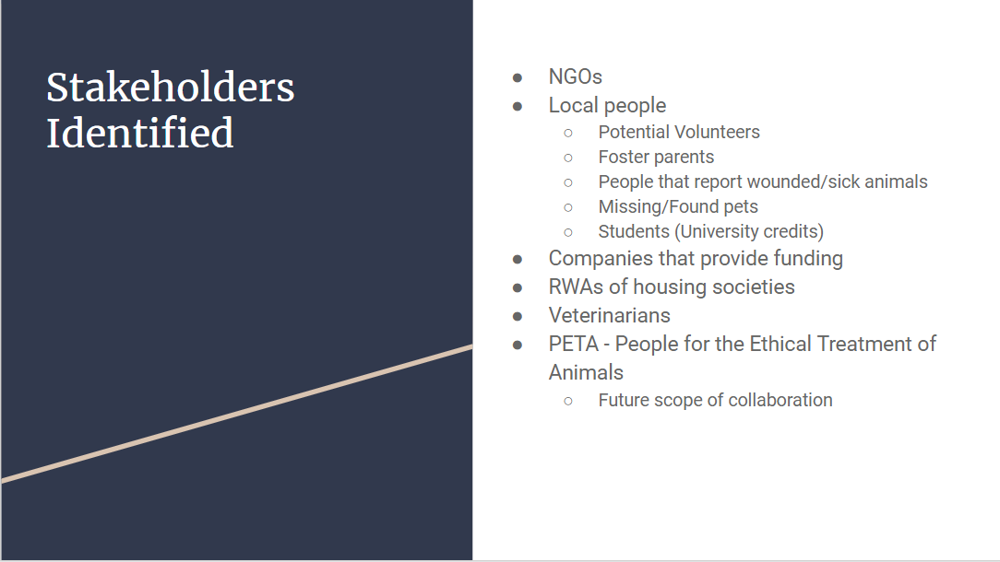 Stakeholders
Identified
● NGOs
● Local people
○ Potential Volunteers
○ Foster parents
○ People that report wounded/sick animals
○ Missing/Found pets
○ Students (University credits)
● Companies that provide funding
● RWAs of housing societies
● Veterinarians
● PETA - People for the Ethical Treatment of
Animals
○ Future scope of collaboration